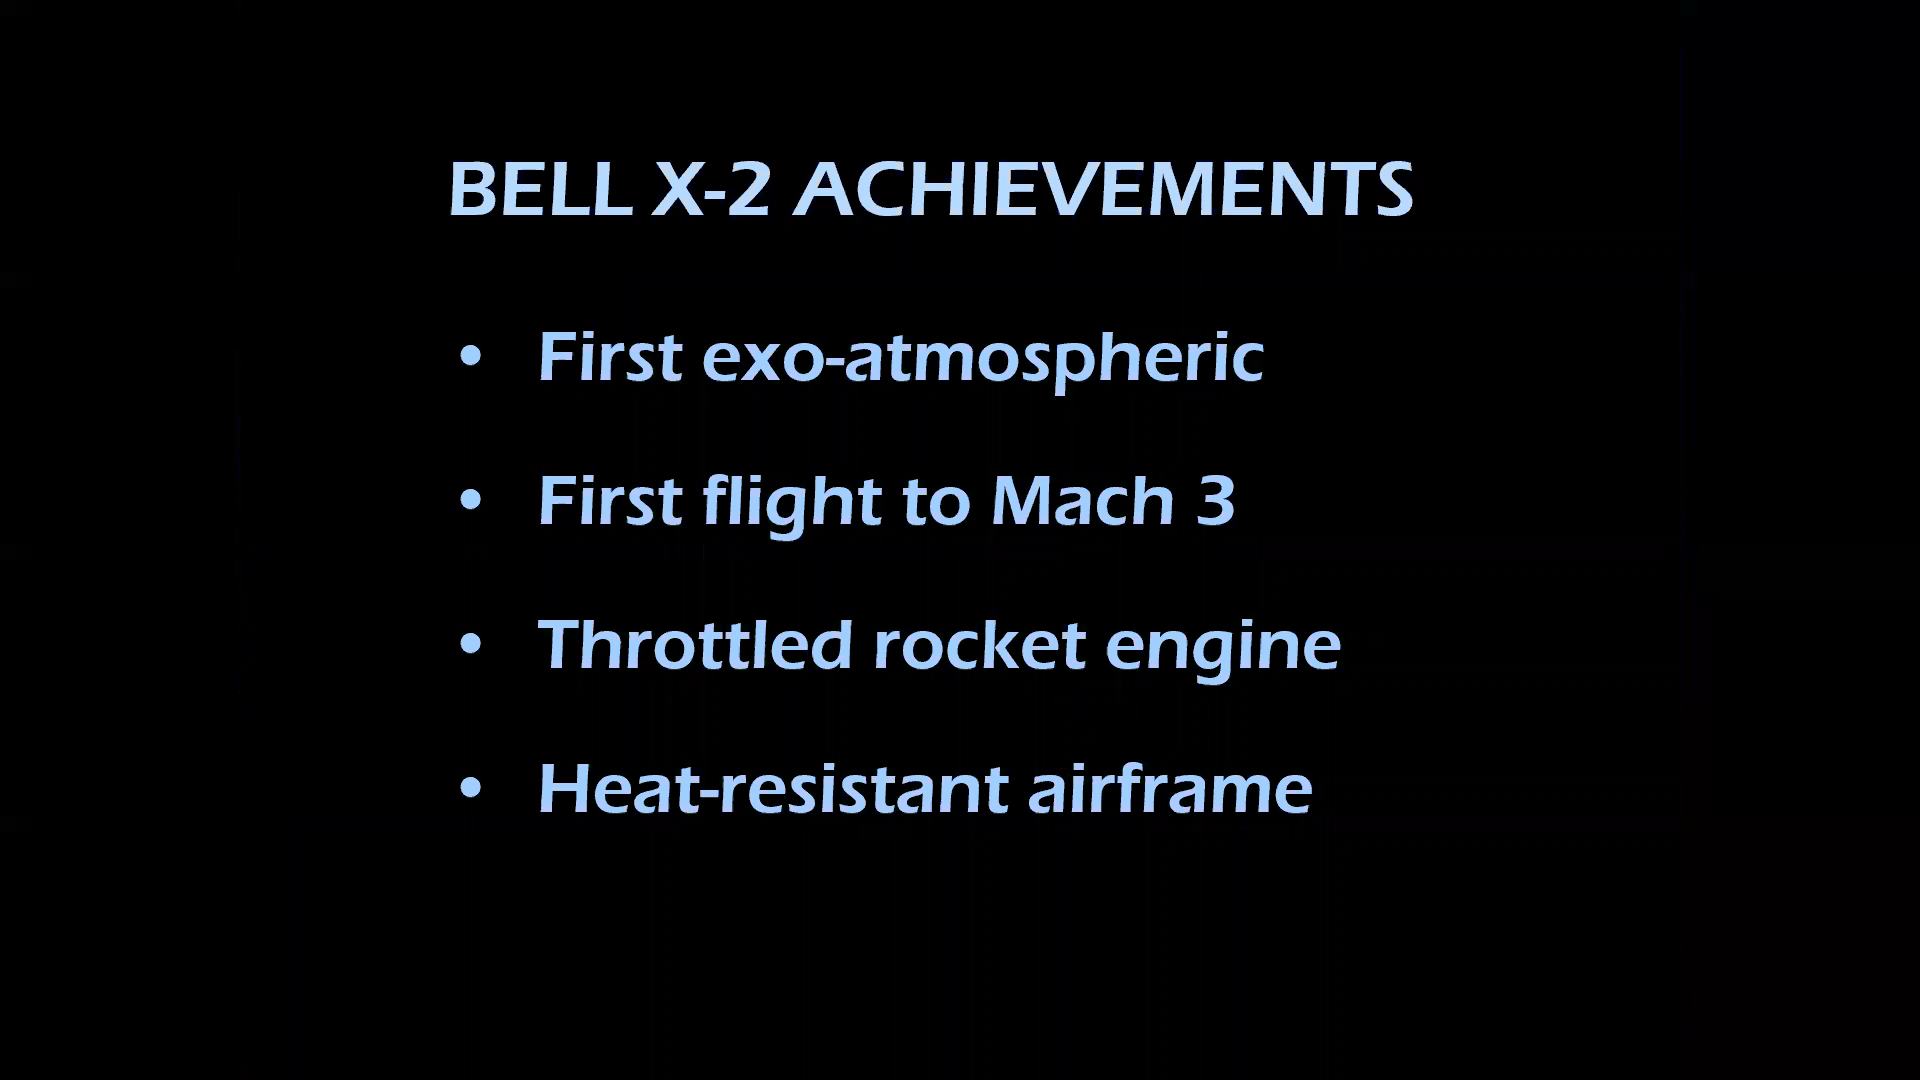 BELL X-2 ACHIEVEMENTS
• First exo-atmospheric
• First flight to Mach 3
• Throttled rocket engine
• Heat-resistant airframe